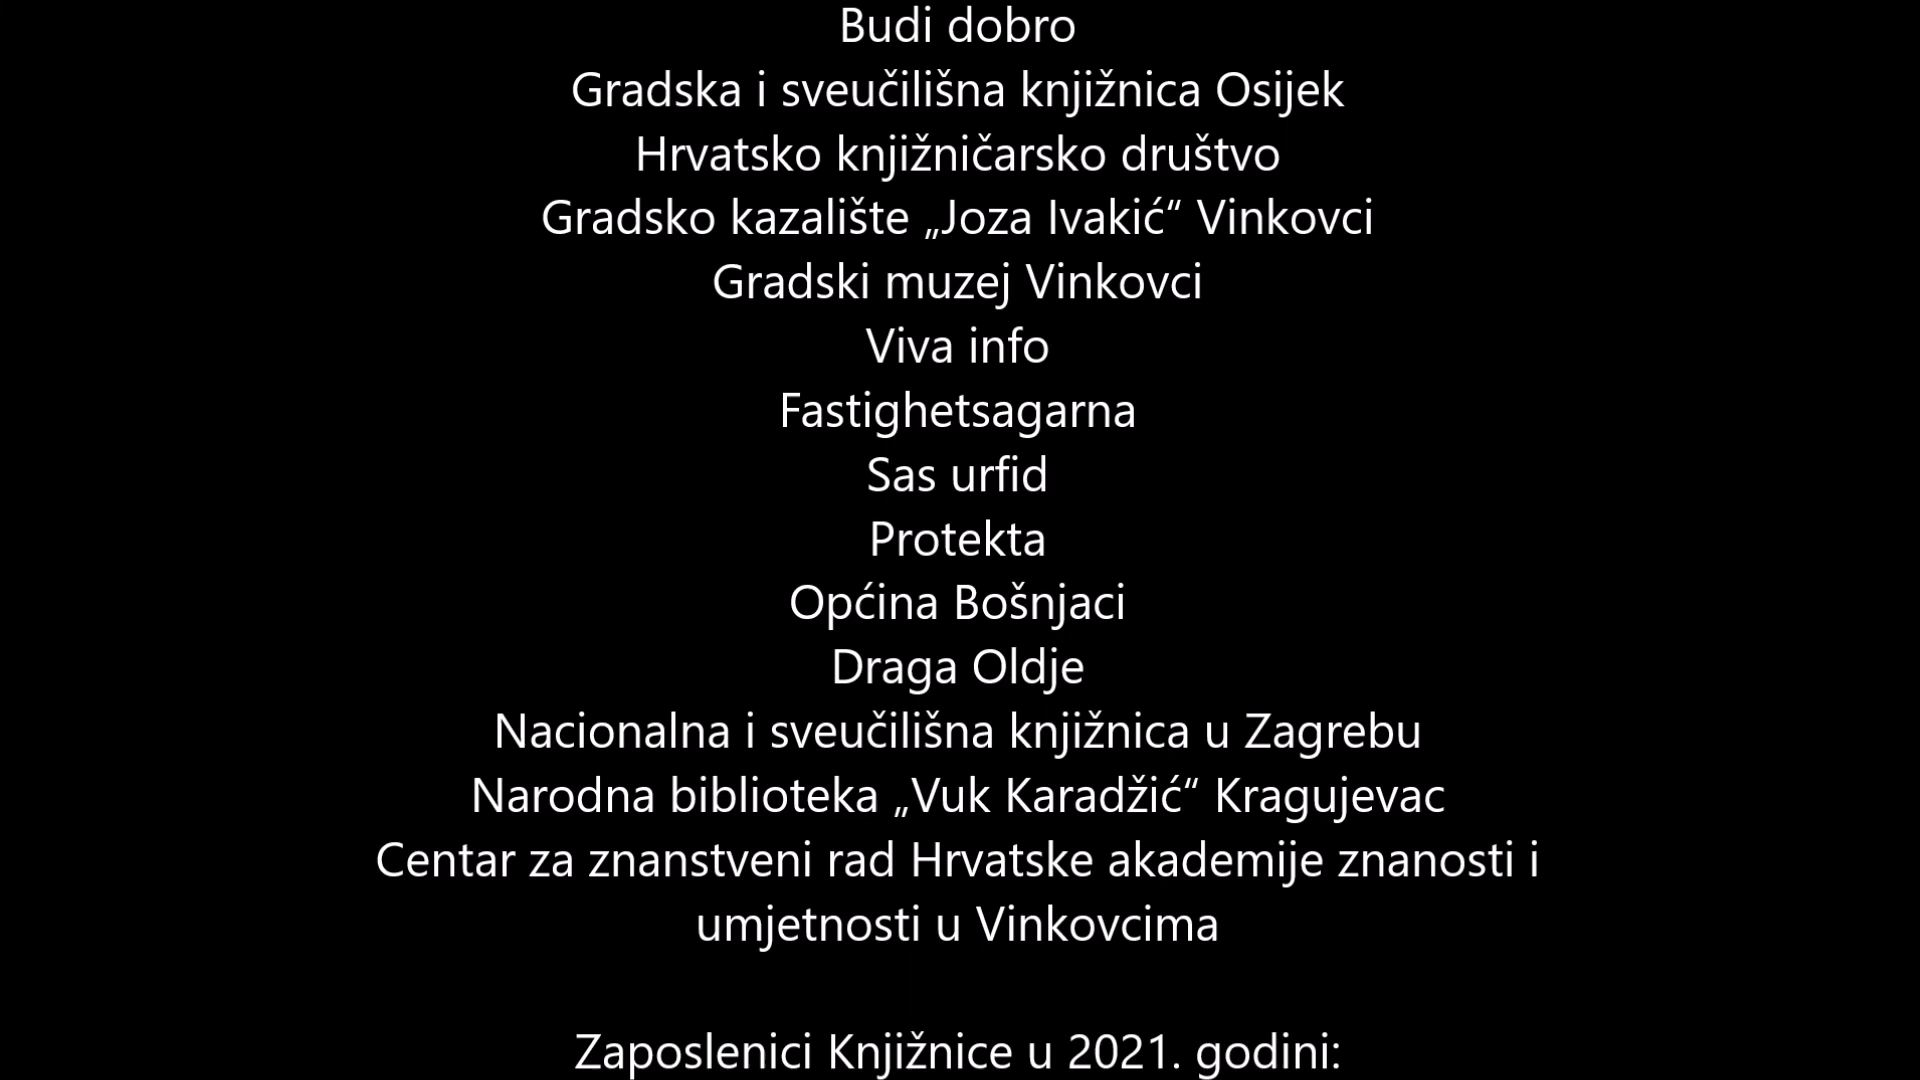 Budi dobro
Gradska i sveučilišna knjižnica Osijek
Hrvatsko knjižničarsko društvo
Gradsko kazalište „Joza Ivakić“ Vinkovci
Gradski muzej Vinkovci
Viva info
Fastighetsagarna
Sas urfid
Protekta
Općina Bošnjaci
Draga Oldje
Nacionalna i sveučilišna knjižnica u Zagrebu
Narodna biblioteka „Vuk Karadžić“ Kragujevac
Centar za znanstveni rad Hrvatske akademije znanosti i
umjetnosti u Vinkovcima
Zaposlenici Knjižnice u 2021. godini: